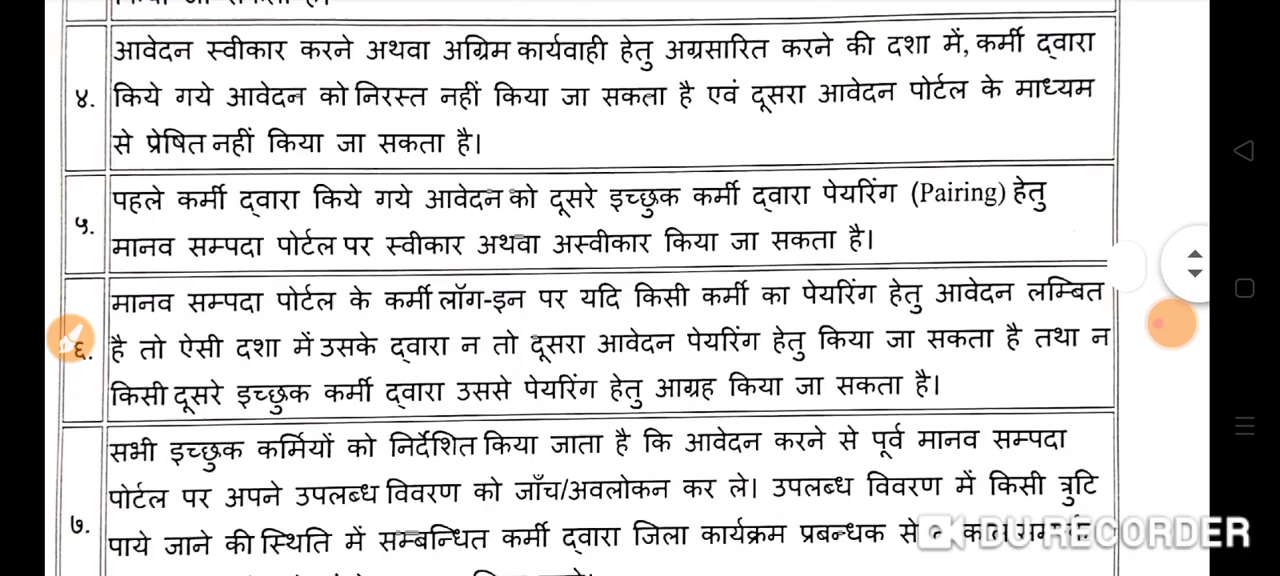 आवेदन स्वीकार करने अथवा अग्रिम कार्यवाही हेतु अग्रसारित करने की दशा में, कर्मी द्वारा
४. किये गये आवेदन को निरस्त नहीं किया जा सकता है एवं दूसरा आवेदन पोर्टल के माध्यम
से प्रेषित नहीं किया जा सकता है।
पहले कर्मी द्वारा किये गये आवेदन को दूसरे इच्छुक कर्मी द्वारा पेयरिंग (Pairing) हेतु
५. मानव सम्पदा पोर्टल पर स्वीकार अथवा अस्वीकार किया जा सकता है।
मानव सम्पदा पोर्टल के कर्मी लॉग-इन पर यदि किसी कर्मी का पेयरिंग हेतु आवेदन लम्बित
६. है तो ऐसी दशा में उसके द्वारा न तो दूसरा आवेदन पेयरिंग हेतु किया जा सकता है तथा न
किसी दूसरे इच्छुक कर्मी द्वारा उससे पेयरिंग हेतु आग्रह किया जा सकता है।
सभी इच्छुक कर्मियों को निर्देशित किया जाता है कि आवेदन करने से पूर्व मानव सम्पदा
पोर्टल पर अपने उपलब्ध विवरण को जाँच/अवलोकन कर ले। उपलब्ध विवरण में किसी त्रुटि
७. पाये जाने की स्थिति में सम्बन्धित कर्मी द्वारा जिला कार्यक्रम प्रबन्धक से
DU RECORDER